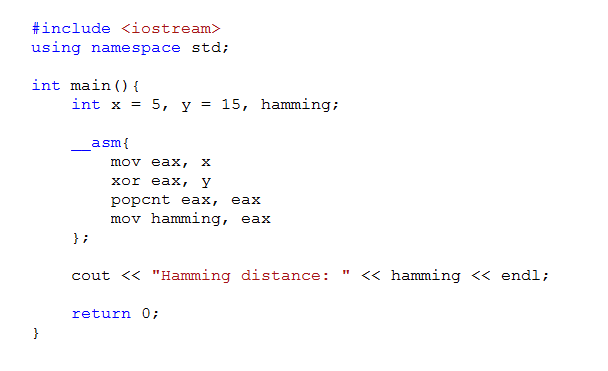 #include <iostream>
using namespace std;
int main(){
int x = 5, y = 15, hamming;
__asm{
mov eax, x
xor eax, y
popcnt eax, eax
mov hamming, eax
};
cout << "Hamming distance: " << hamming << endl;
return 0;
}